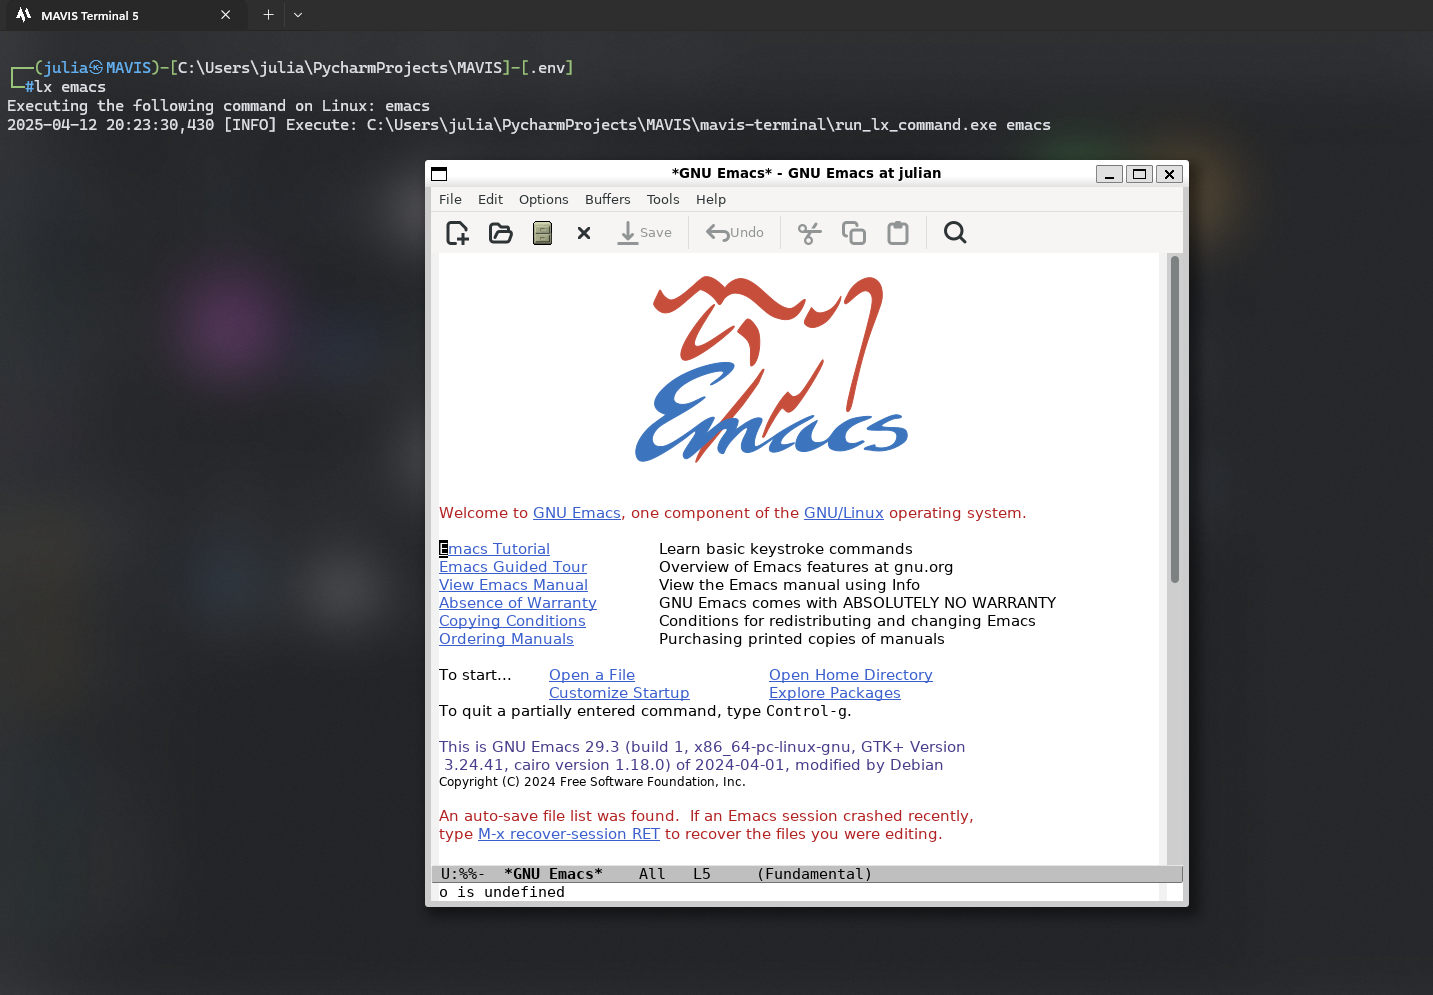 MAVIS Terminal 5
┌──(julia㉿MAVIS)-[C:\Users\julia\PycharmProjects\MAVIS]-[.env]
└─#lx emacs
Executing the following command on Linux: emacs
2025-04-12 20:23:30,430 [INFO] Execute: C:\Users\julia\PycharmProjects\MAVIS\mavis-terminal\run_lx_command.exe emacs
*GNU Emacs* - GNU Emacs at julian
File Edit Options Buffers Tools Help
Save Undo
Emacs
Welcome to GNU Emacs, one component of the GNU/Linux operating system.
Emacs Tutorial Learn basic keystroke commands
Emacs Guided Tour Overview of Emacs features at gnu.org
View Emacs Manual View the Emacs manual using Info
Absence of Warranty GNU Emacs comes with ABSOLUTELY NO WARRANTY
Copying Conditions Conditions for redistributing and changing Emacs
Ordering Manuals Purchasing printed copies of manuals
To start... Open a File Open Home Directory
Customize Startup Explore Packages
To quit a partially entered command, type Control-g.
This is GNU Emacs 29.3 (build 1, x86_64-pc-linux-gnu, GTK+ Version
3.24.41, cairo version 1.18.0) of 2024-04-01, modified by Debian
Copyright (C) 2024 Free Software Foundation, Inc.
An auto-save file list was found.  If an Emacs session crashed recently,
type M-x recover-session RET to recover the files you were editing.
U:%%-  *GNU Emacs*    All   L5     (Fundamental)
o is undefined